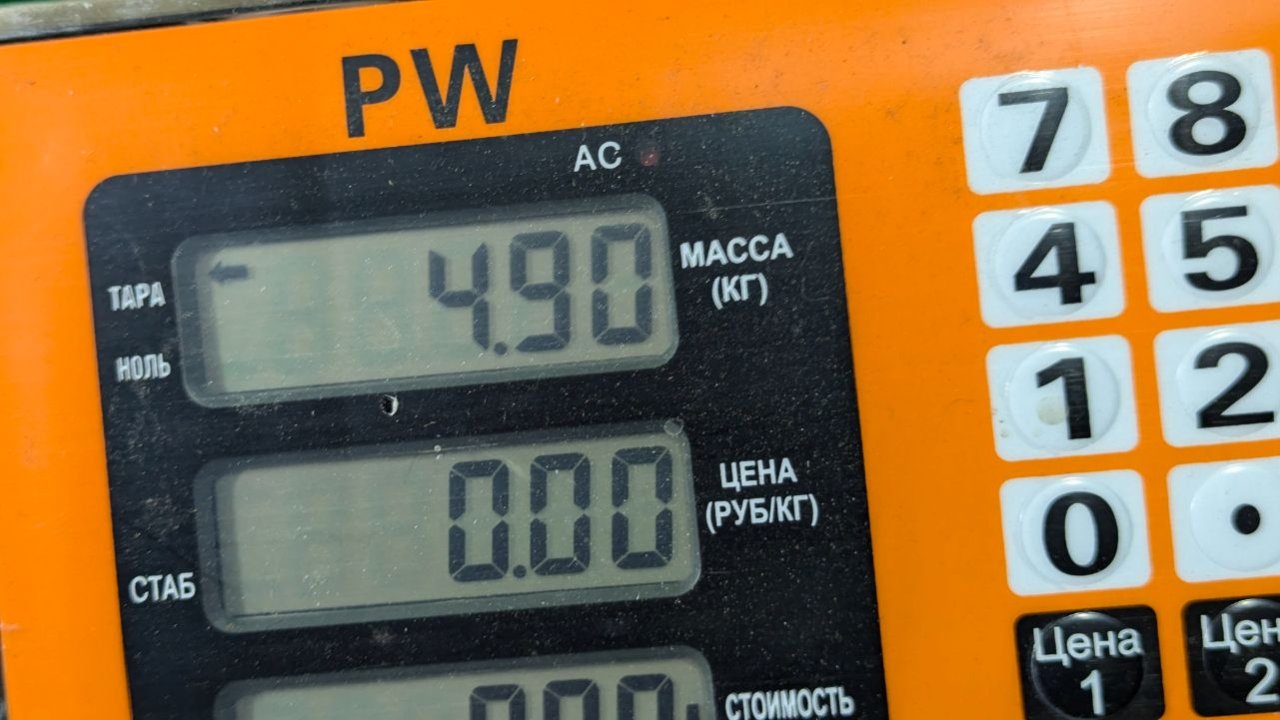 PW
AC
ТАРА
НОЛЬ
4.90
МАССА
(КГ)
0.00
ЦЕНА
(РУБ/КГ)
СТАБ
СТОИМОСТЬ
7 8
4 5
1 2
0 .
Цена
1
2